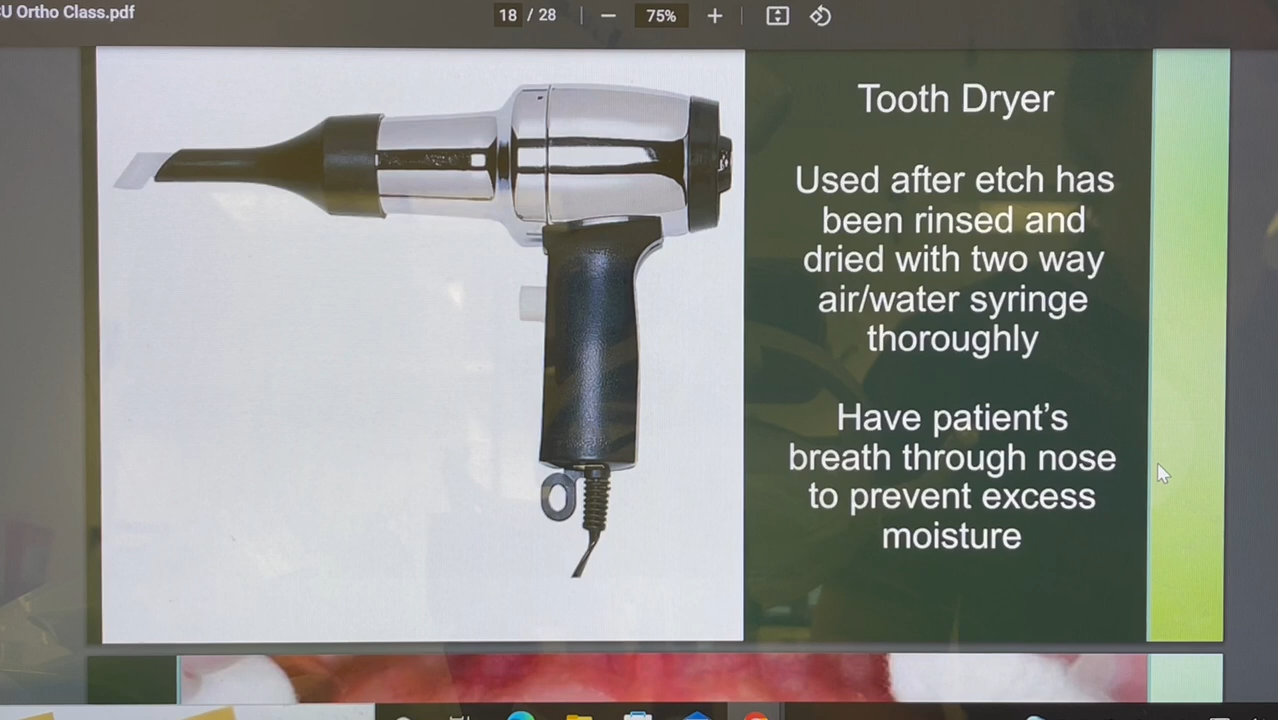 U Ortho Class.pdf
18 / 28
75%
Tooth Dryer
Used after etch has
been rinsed and
dried with two way
air/water syringe
thoroughly
Have patient’s
breath through nose
to prevent excess
moisture